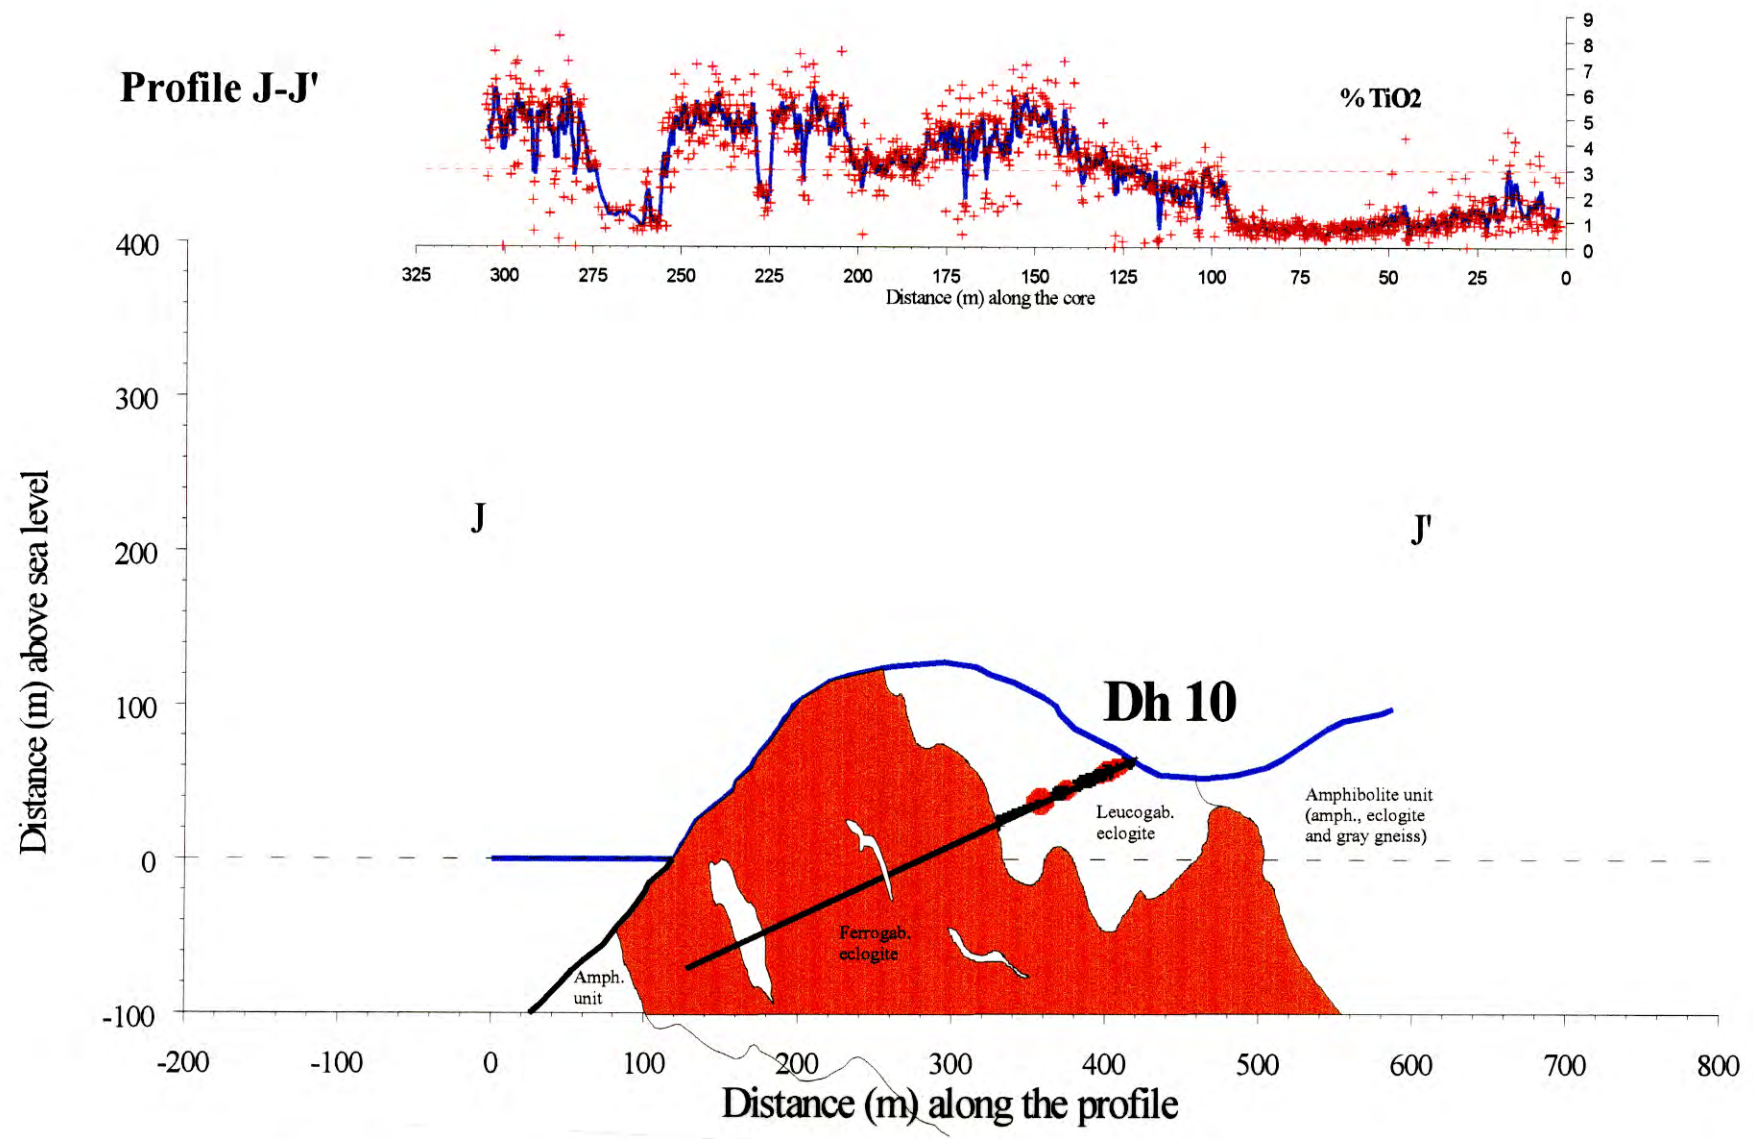 Profile J-J'
% TiO2
9
8
7
6
5
4
3
2
1
0
325 300 275 250 225 200 175 150 125 100 75 50 25 0
Distance (m) along the core
400
300
200
100
0
-100
Distance (m) above sea level
J
J'
Dh 10
Leucogab.
eclogite
Amphibolite unit
(amph., eclogite
and gray gneiss)
Ferrogab.
eclogite
Amph.
unit
-200 -100 0 100 200 300 400 500 600 700 800
Distance (m) along the profile